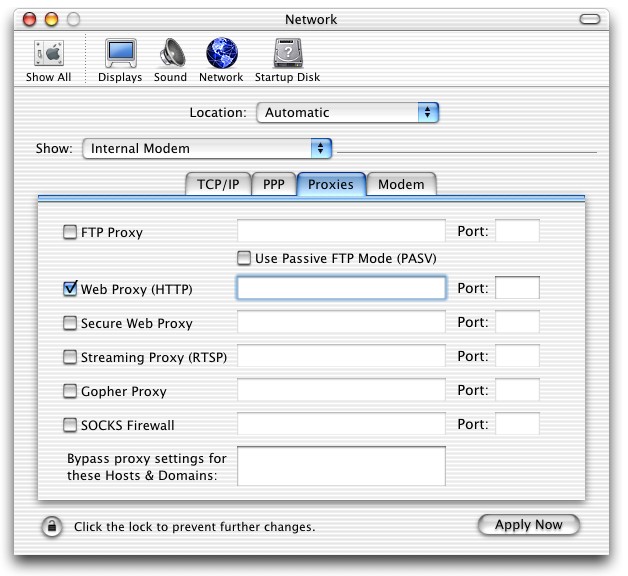 Network
Show All Displays Sound Network Startup Disk
Location: Automatic
Show: Internal Modem
TCP/IP PPP Proxies Modem
FTP Proxy Port:
Use Passive FTP Mode (PASV)
Web Proxy (HTTP) Port:
Secure Web Proxy Port:
Streaming Proxy (RTSP) Port:
Gopher Proxy Port:
SOCKS Firewall Port:
Bypass proxy settings for
these Hosts & Domains:
Click the lock to prevent further changes. Apply Now